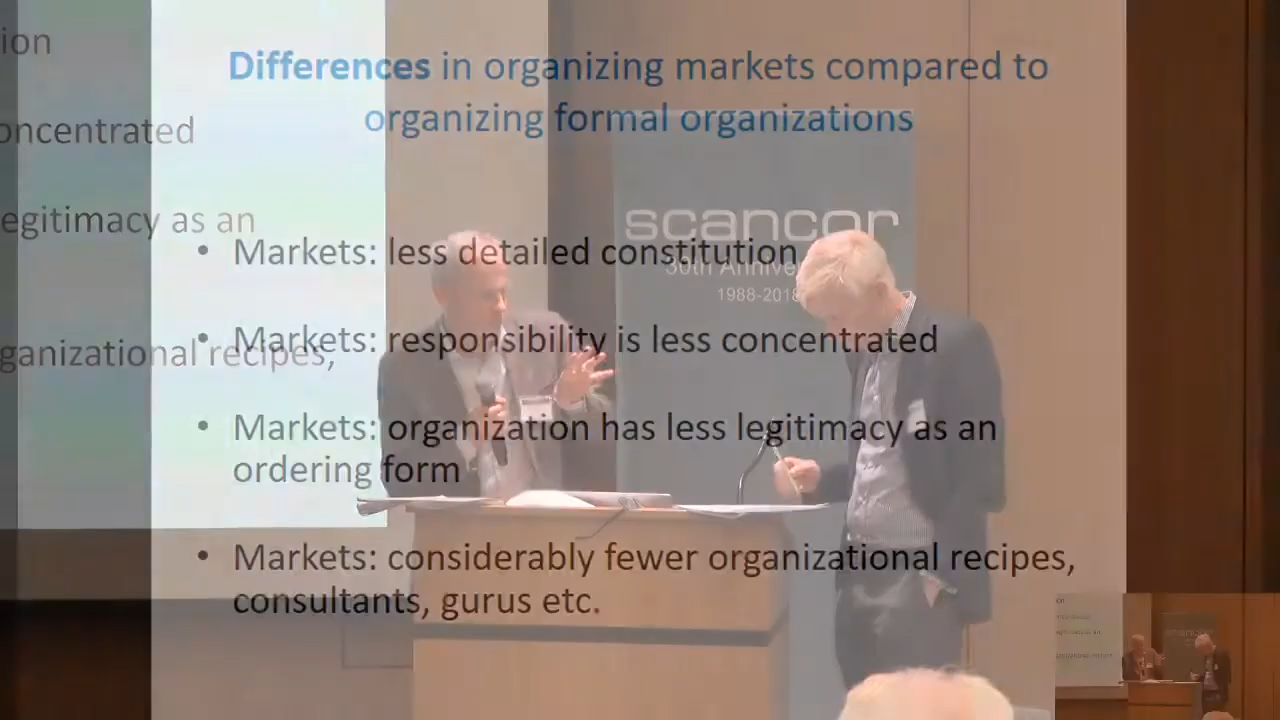 Differences in organizing markets compared to
organizing formal organizations
• Markets: less detailed constitution
• Markets: responsibility is less concentrated
• Markets: organization has less legitimacy as an
ordering form
• Markets: considerably fewer organizational recipes,
consultants, gurus etc.
ion
oncentrated
egitimacy as an
ganizational recipes,
scancor
30th Anniver
1988-2018